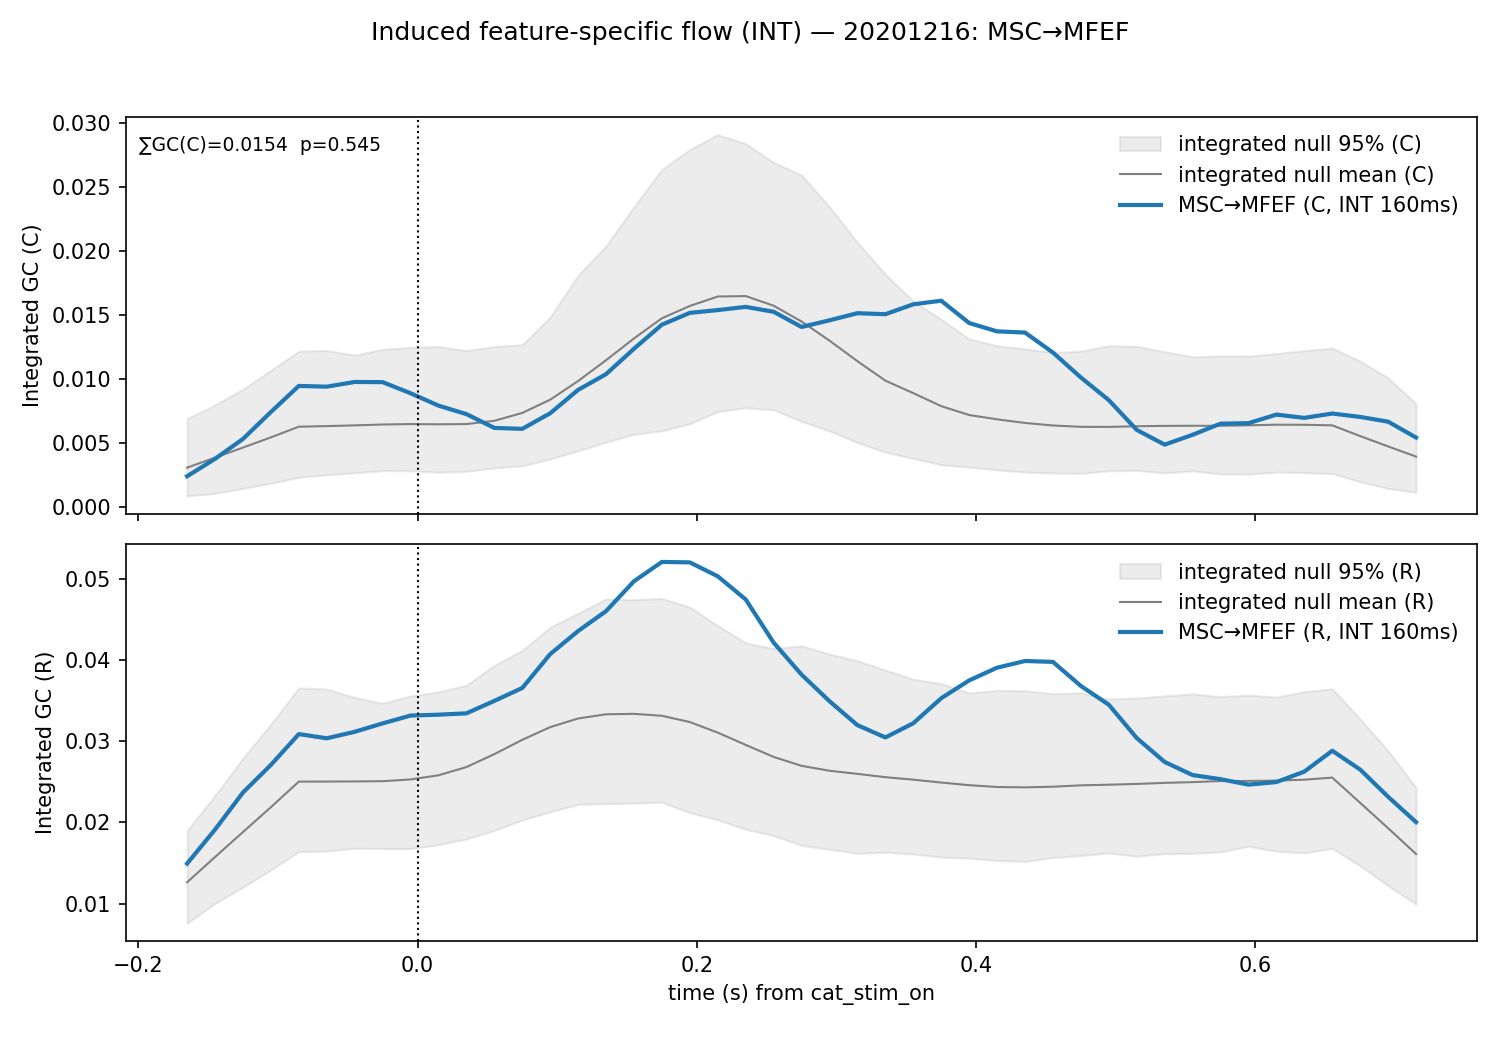 Induced feature-specific flow (INT) — 20201216: MSC→MFEF
∑GC(C)=0.0154  p=0.545
integrated null 95% (C)
integrated null mean (C)
MSC→MFEF (C, INT 160ms)
Integrated GC (C)
0.030
0.025
0.020
0.015
0.010
0.005
0.000
integrated null 95% (R)
integrated null mean (R)
MSC→MFEF (R, INT 160ms)
Integrated GC (R)
0.05
0.04
0.03
0.02
0.01
−0.2 0.0 0.2 0.4 0.6
time (s) from cat_stim_on